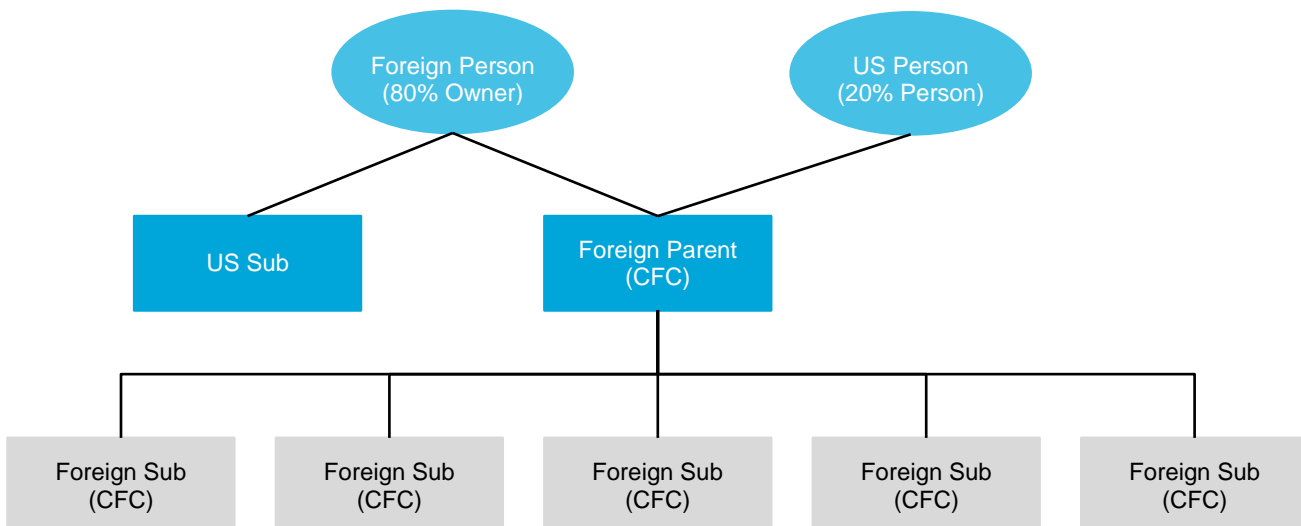 Foreign Person
(80% Owner)
US Person
(20% Person)
US Sub
Foreign Parent
(CFC)
Foreign Sub
(CFC)
Foreign Sub
(CFC)
Foreign Sub
(CFC)
Foreign Sub
(CFC)
Foreign Sub
(CFC)